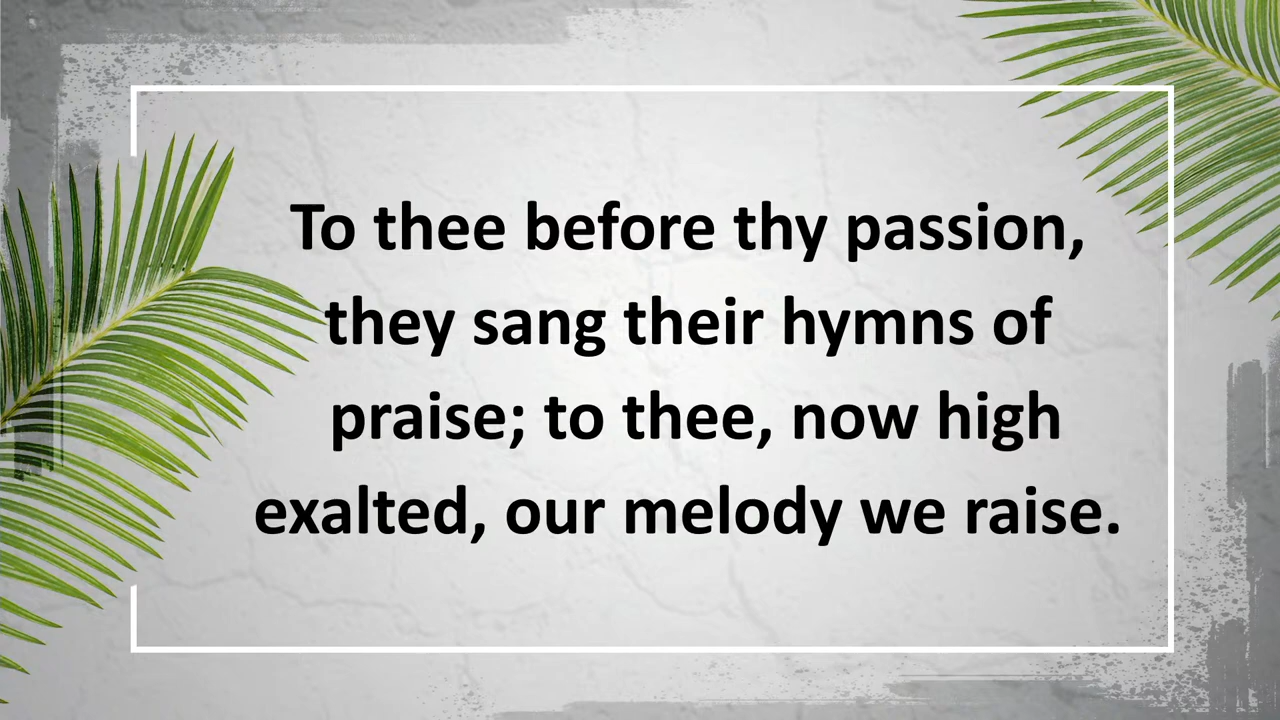 To thee before thy passion,
they sang their hymns of
praise; to thee, now high
exalted, our melody we raise.